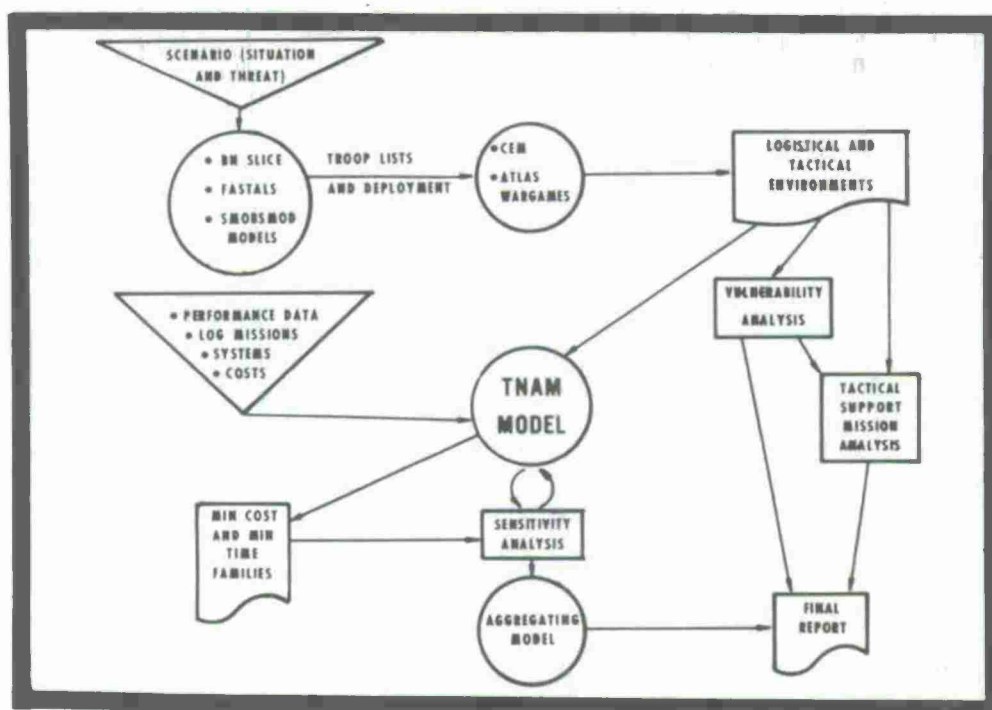 SCENARIO (SITUATION
AND THREAT)
• BN SLICE
• FASTALS
• SMOBSMOD
MODELS
TROOP LISTS
AND DEPLOYMENT
• CEM
• ATLAS
WARGAMES
LOGISTICAL AND
TACTICAL
ENVIRONMENTS
• PERFORMANCE DATA
• LOG MISSIONS
• SYSTEMS
• COSTS
VULNERABILITY
ANALYSIS
TNAM
MODEL
TACTICAL
SUPPORT
MISSION
ANALYSIS
MIN COST
AND MIN
TIME
FAMILIES
SENSITIVITY
ANALYSIS
AGGREGATING
MODEL
FINAL
REPORT